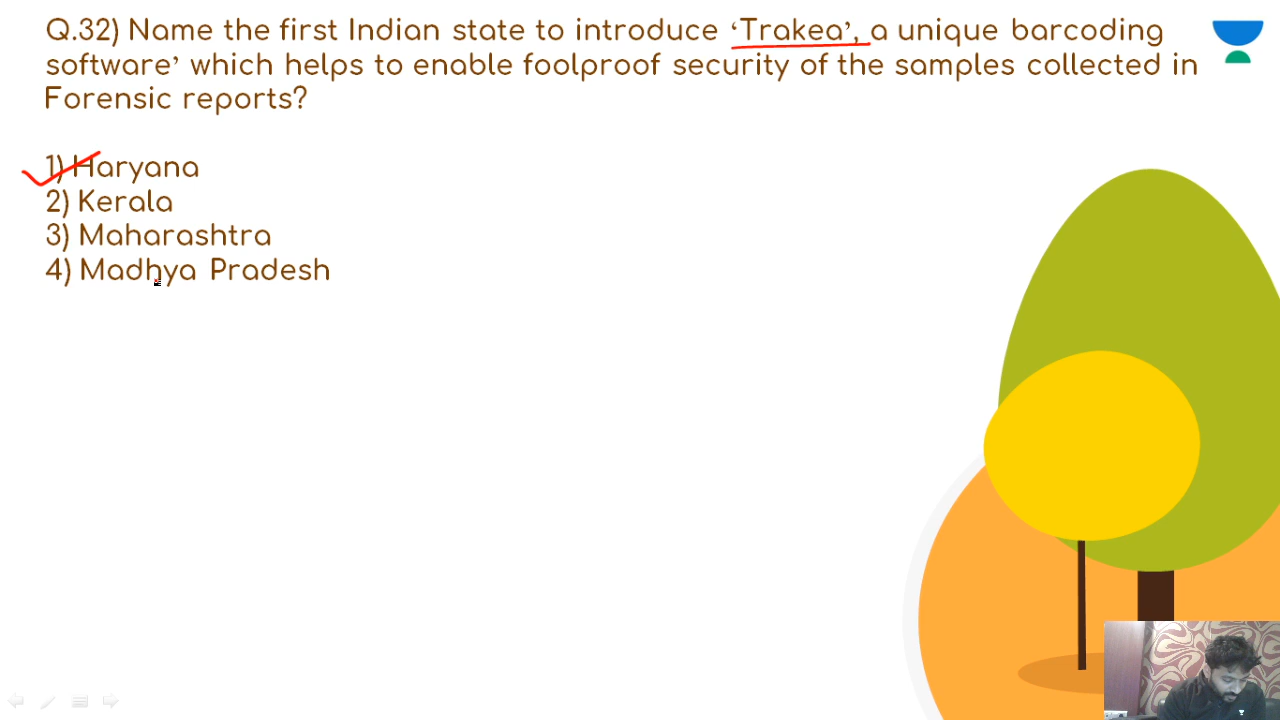 Q.32) Name the first Indian state to introduce ‘Trakea’, a unique barcoding
software’ which helps to enable foolproof security of the samples collected in
Forensic reports?
1) Haryana
2) Kerala
3) Maharashtra
4) Madhya Pradesh